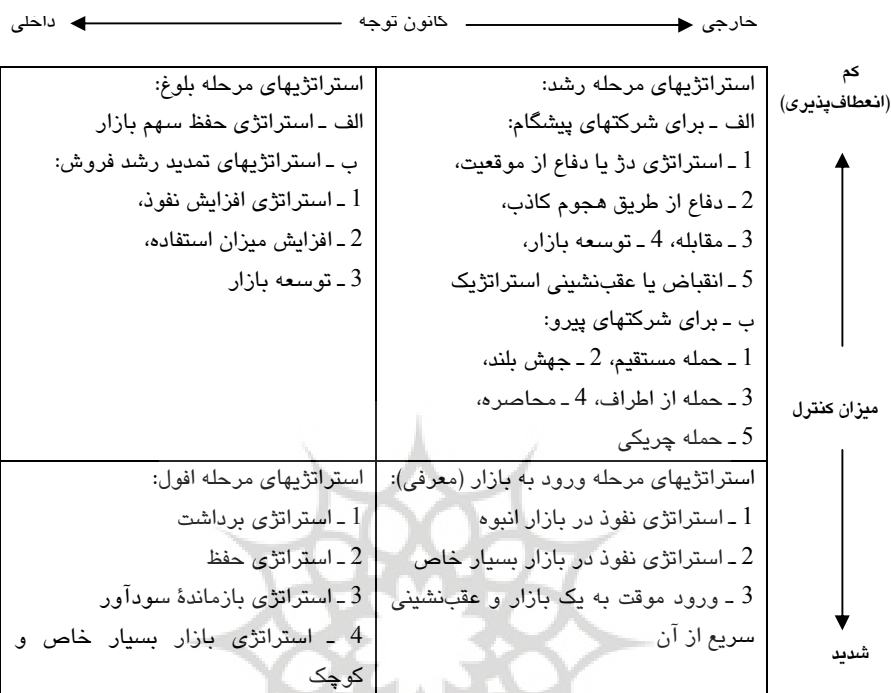 خارجی کانون توجه داخلی
کم
(انعطاف‌پذیری)
میزان کنترل
شدید
استراتژیهای مرحله رشد:
الف ـ برای شرکتهای پیشگام:
1 ـ استراتژی دژ یا دفاع از موقعیت،
2 ـ دفاع از طریق هجوم کاذب،
3 ـ مقابله، 4 ـ توسعه بازار،
5 ـ انقباض یا عقب‌نشینی استراتژیک
ب ـ برای شرکتهای پیرو:
1 ـ حمله مستقیم، 2 ـ جهش بلند،
3 ـ حمله از اطراف، 4 ـ محاصره،
5 ـ حمله چریکی
استراتژیهای مرحله بلوغ:
الف ـ استراتژی حفظ سهم بازار
ب ـ استراتژیهای تمدید رشد فروش:
1 ـ استراتژی افزایش نفوذ،
2 ـ افزایش میزان استفاده،
3 ـ توسعه بازار
استراتژیهای مرحله ورود به بازار (معرفی):
1 ـ استراتژی نفوذ در بازار انبوه
2 ـ استراتژی نفوذ در بازار بسیار خاص
3 ـ ورود موقت به یک بازار و عقب‌نشینی
سریع از آن
استراتژیهای مرحله افول:
1 ـ استراتژی برداشت
2 ـ استراتژی حفظ
3 ـ استراتژی بازماندهٔ سودآور
4 ـ استراتژی بازار بسیار خاص و
کوچک